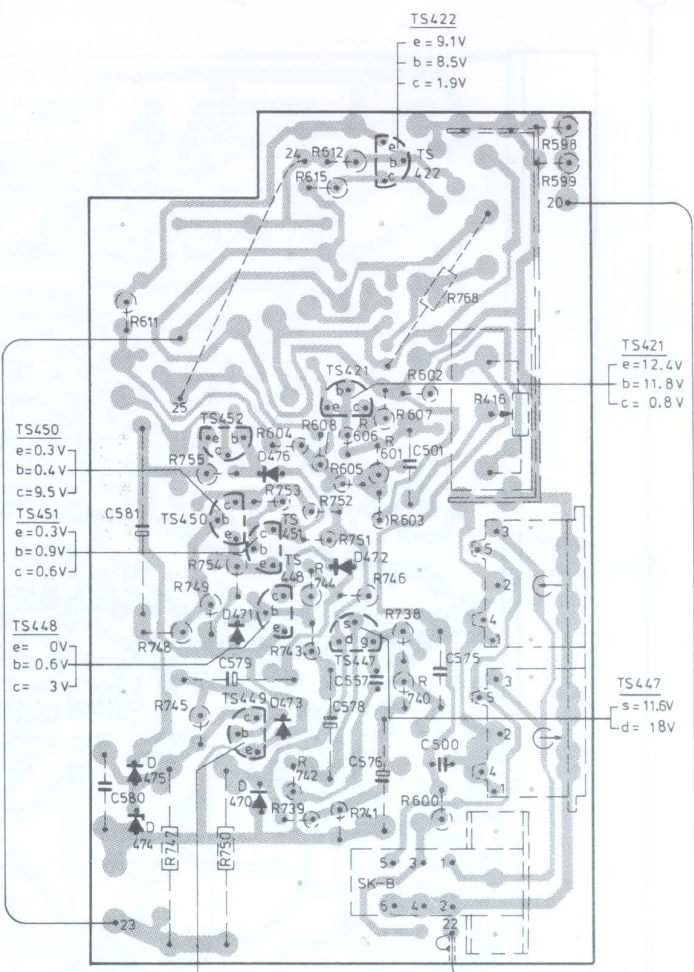 TS422
e = 9.1V
b = 8.5V
c = 1.9V
24 R612 e TS R598
b 422
R615 c R599
20
R768
R611
TS421
e=12.4V
b=11.8V
c= 0.8V
TS421 R602
e c R416
25 R607
TS450
e=0.3V
b=0.4V
c=9.5V
TS452 R608 R
e b R604 606 R
c D476 601 C501
R755 R605
TS451
e=0.3V
b=0.9V
c=0.6V
C581 R753 R752
TS450 b c TS R603
e b 451 R751
R754 e TS R D472
c 448 744 R746
R749 b
TS448
e= 0V
b= 0.6V
c= 3V
D471 e R738
R748 R743 s
d g
TS447 C575
C579 C557 R
740
TS447
s=11.6V
d= 18V
R745 TS449 D473 C578
c
b
e
3
5
2
4
1
3
5
2
4
1
C576 C500
D R
475 742
C580 D
470
R739 R741 R600
D
474
R747 R750
5 3 1
SK-B
6 4 2
23 22